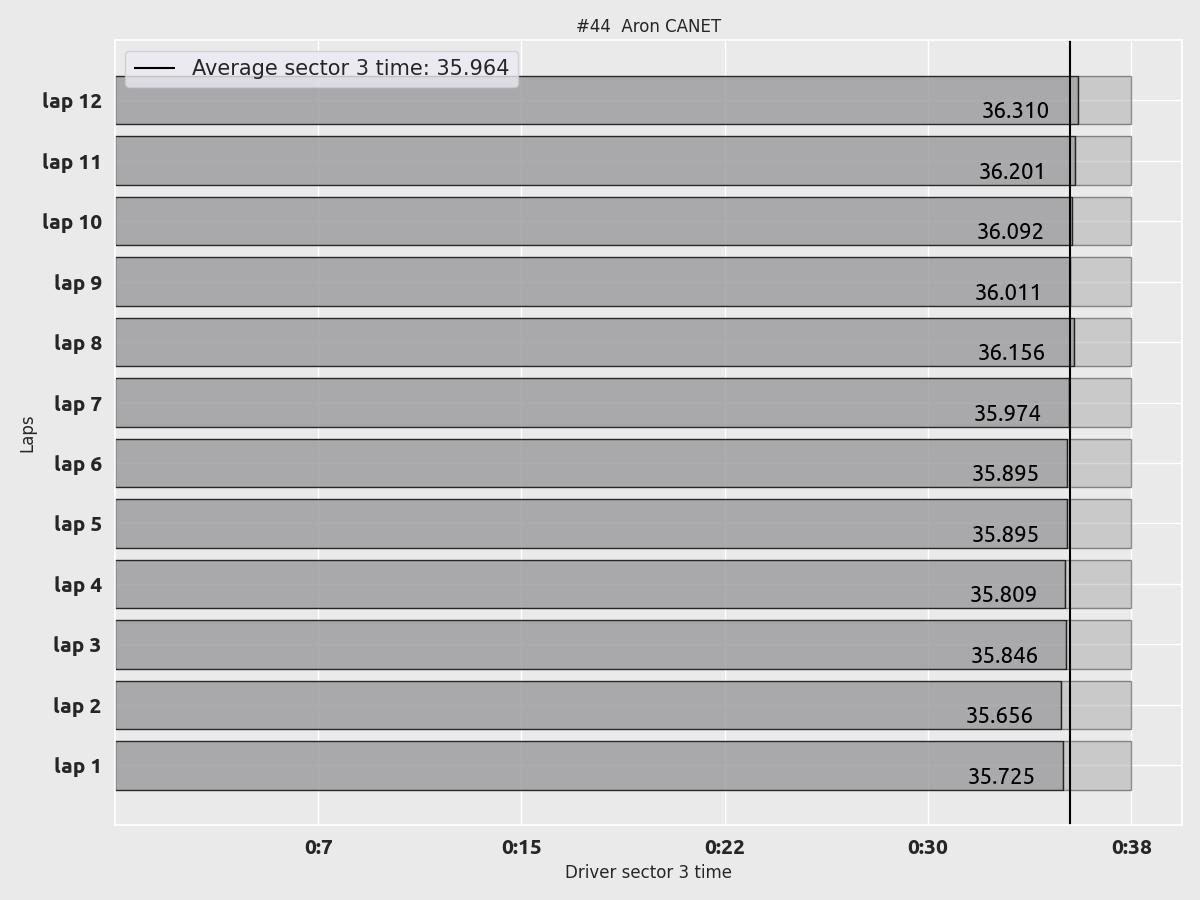 #44  Aron CANET
Average sector 3 time: 35.964
lap 12
36.310
lap 11
36.201
lap 10
36.092
lap 9
36.011
lap 8
36.156
lap 7
35.974
lap 6
35.895
lap 5
35.895
lap 4
35.809
lap 3
35.846
lap 2
35.656
lap 1
35.725
Laps
0:7 0:15 0:22 0:30 0:38
Driver sector 3 time